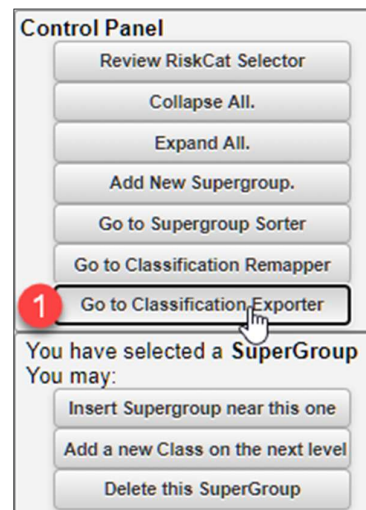 Control Panel
Review RiskCat Selector
Collapse All.
Expand All.
Add New Supergroup.
Go to Supergroup Sorter
Go to Classification Remapper
1 Go to Classification Exporter
You have selected a SuperGroup
You may:
Insert Supergroup near this one
Add a new Class on the next level
Delete this SuperGroup